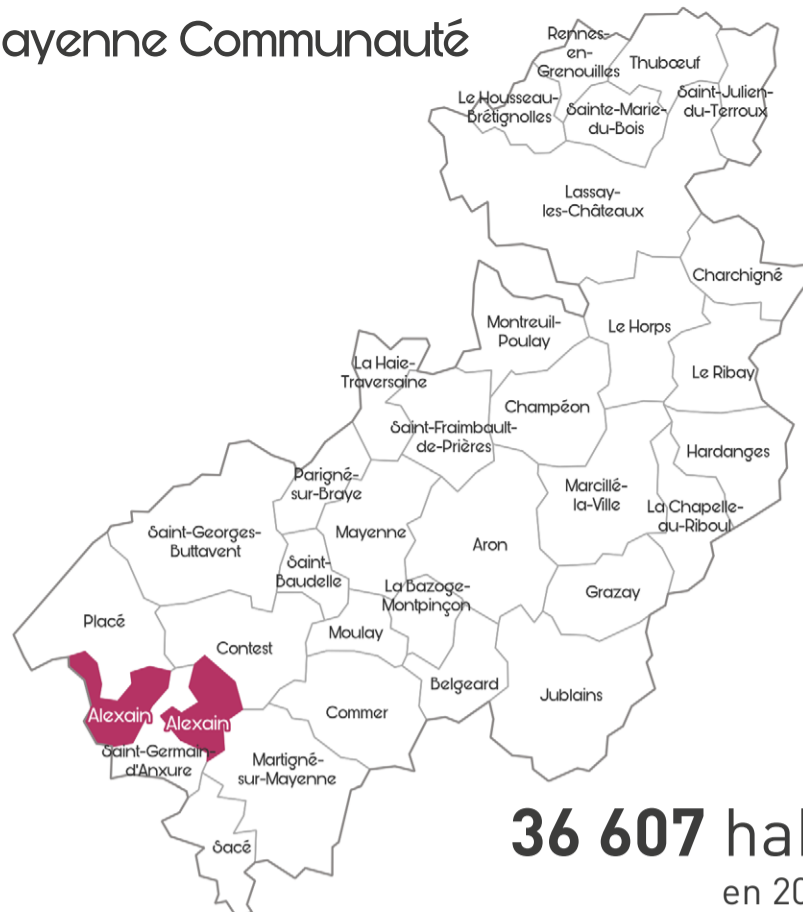 ayenne Communauté
Rennes-
en-
Grenouilles
Thubœuf
Saint-Julien-
du-Terroux
Le Housseau-
Brétignolles
Sainte-Marie-
du-Bois
Lassay-
les-Châteaux
Charchigné
Montreuil-
Poulay
Le Horps
La Haie-
Traversaine
Le Ribay
Champéon
Saint-Fraimbault-
de-Prières
Hardanges
Parigné-
sur-Braye
Marcillé-
la-Ville
La Chapelle-
au-Riboul
Saint-Georges-
Buttavent
Mayenne
Aron
Saint-
Baudelle
La Bazoge-
Montpinçon
Grazay
Placé
Moulay
Contest
Belgeard
Jublains
Alexain
Alexain
Commer
Saint-Germain-
d'Anxure
Martigné-
sur-Mayenne
Sacé
36 607 hal
en 20